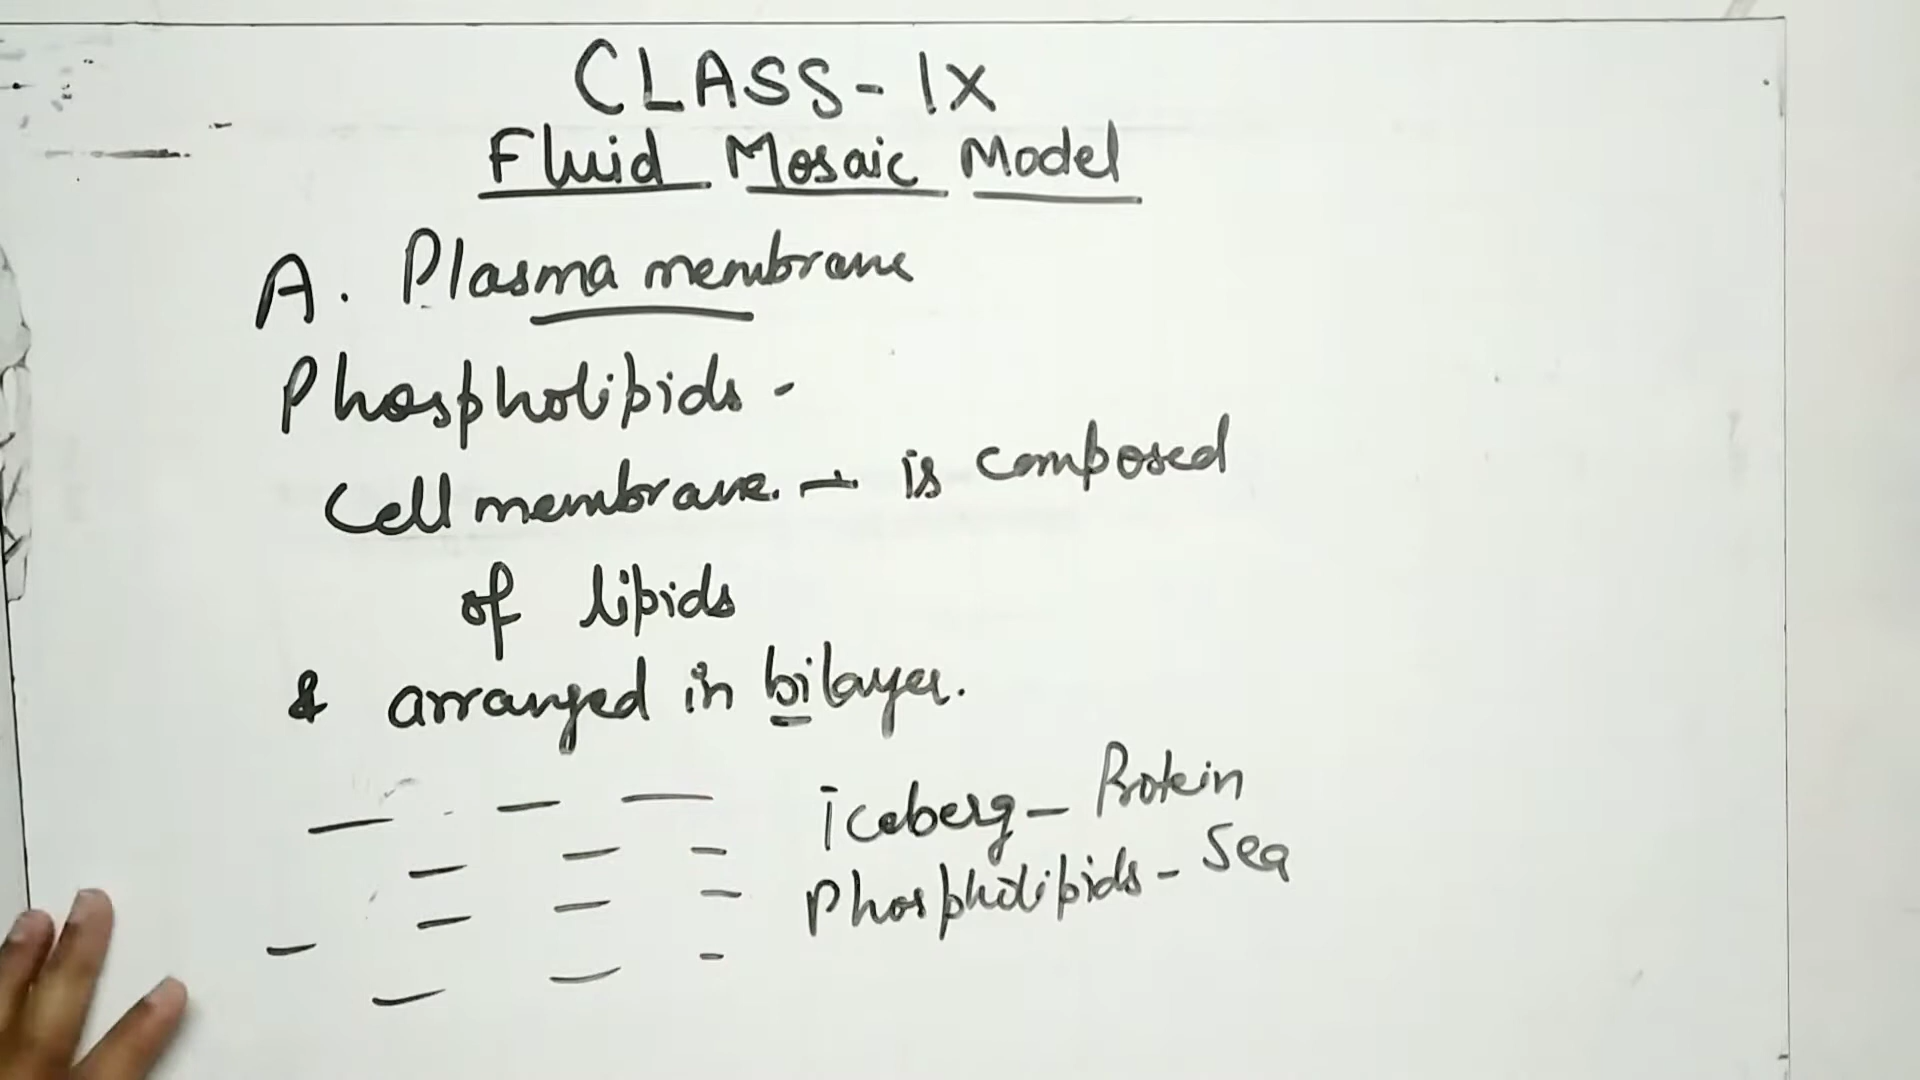 CLASS-IX
Fluid Mosaic Model
A. Plasma membrane
Phospholipids -
Cell membrane. - is composed
of lipids
& arranged in bilayer.
iceberg - Protein
Phospholipids - Sea